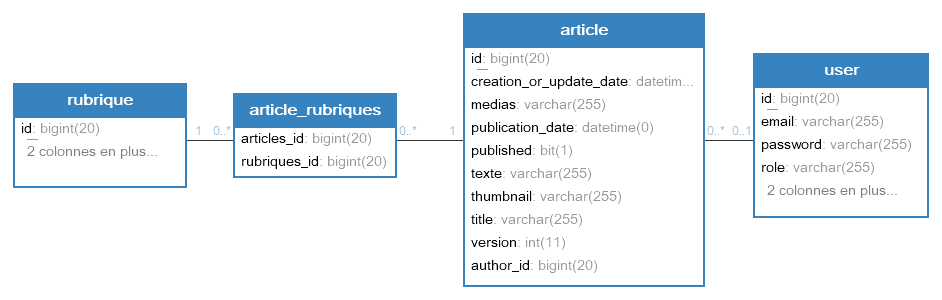 rubrique
id: bigint(20)
2 colonnes en plus...
1 0..*
article_rubriques
articles_id: bigint(20)
rubriques_id: bigint(20)
0..* 1
article
id: bigint(20)
creation_or_update_date: datetim...
medias: varchar(255)
publication_date: datetime(0)
published: bit(1)
texte: varchar(255)
thumbnail: varchar(255)
title: varchar(255)
version: int(11)
author_id: bigint(20)
0..* 0..1
user
id: bigint(20)
email: varchar(255)
password: varchar(255)
role: varchar(255)
2 colonnes en plus...